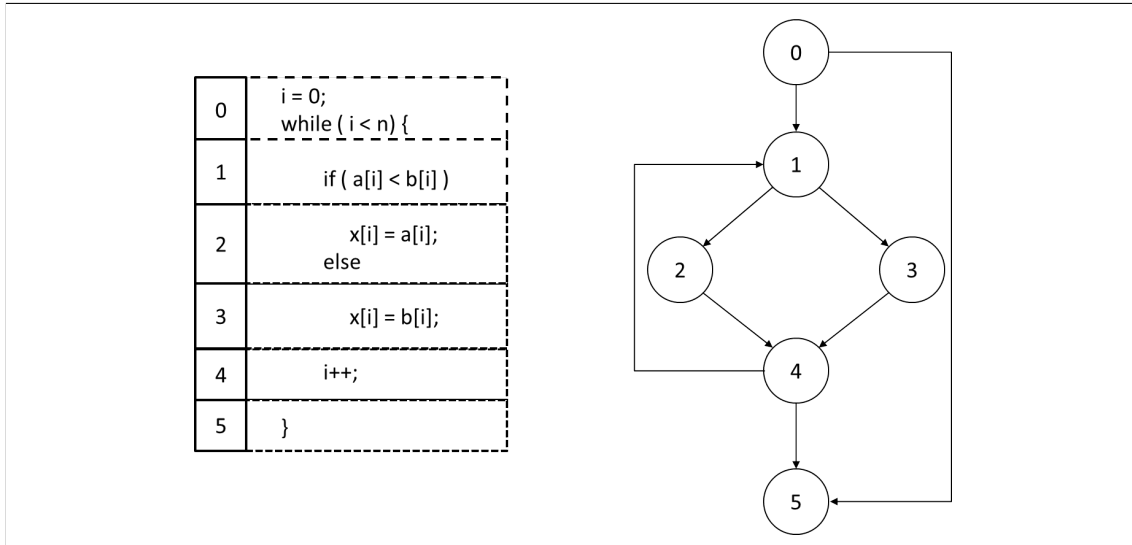 0 i = 0;
while ( i < n) {
1 if ( a[i] < b[i] )
2 x[i] = a[i];
else
3 x[i] = b[i];
4 i++;
5 }
0
1
2 3
4
5